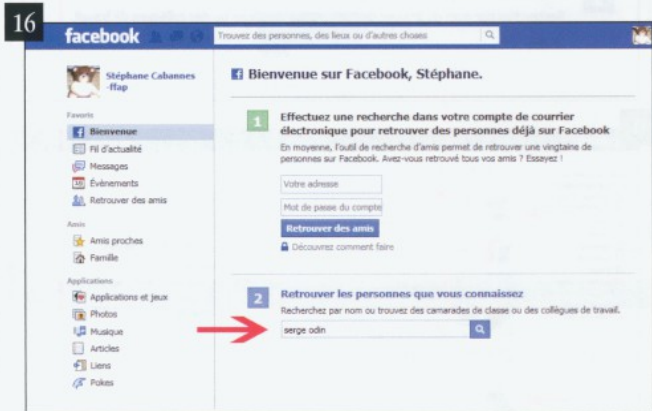 16
facebook
Trouvez des personnes, des lieux ou d'autres choses
Stéphane Cabannes
-ffap
Favoris
Bienvenue
Fil d'actualité
Messages
Évènements
Retrouver des amis
Amis
Amis proches
Famille
Applications
Applications et jeux
Photos
Musique
Articles
Liens
Pokes
Bienvenue sur Facebook, Stéphane.
1
Effectuez une recherche dans votre compte de courrier
électronique pour retrouver des personnes déjà sur Facebook
En moyenne, l'outil de recherche d'amis permet de retrouver une vingtaine de
personnes sur Facebook. Avez-vous retrouvé tous vos amis ? Essayez !
Votre adresse
Mot de passe du compte
Retrouver des amis
Découvrez comment faire
2
Retrouver les personnes que vous connaissez
Recherchez par nom ou trouvez des camarades de classe ou des collègues de travail.
serge odin